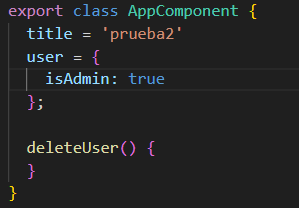 export class AppComponent {
  title = 'prueba2'
  user = {
    isAdmin: true
  };

  deleteUser() {
  }
}